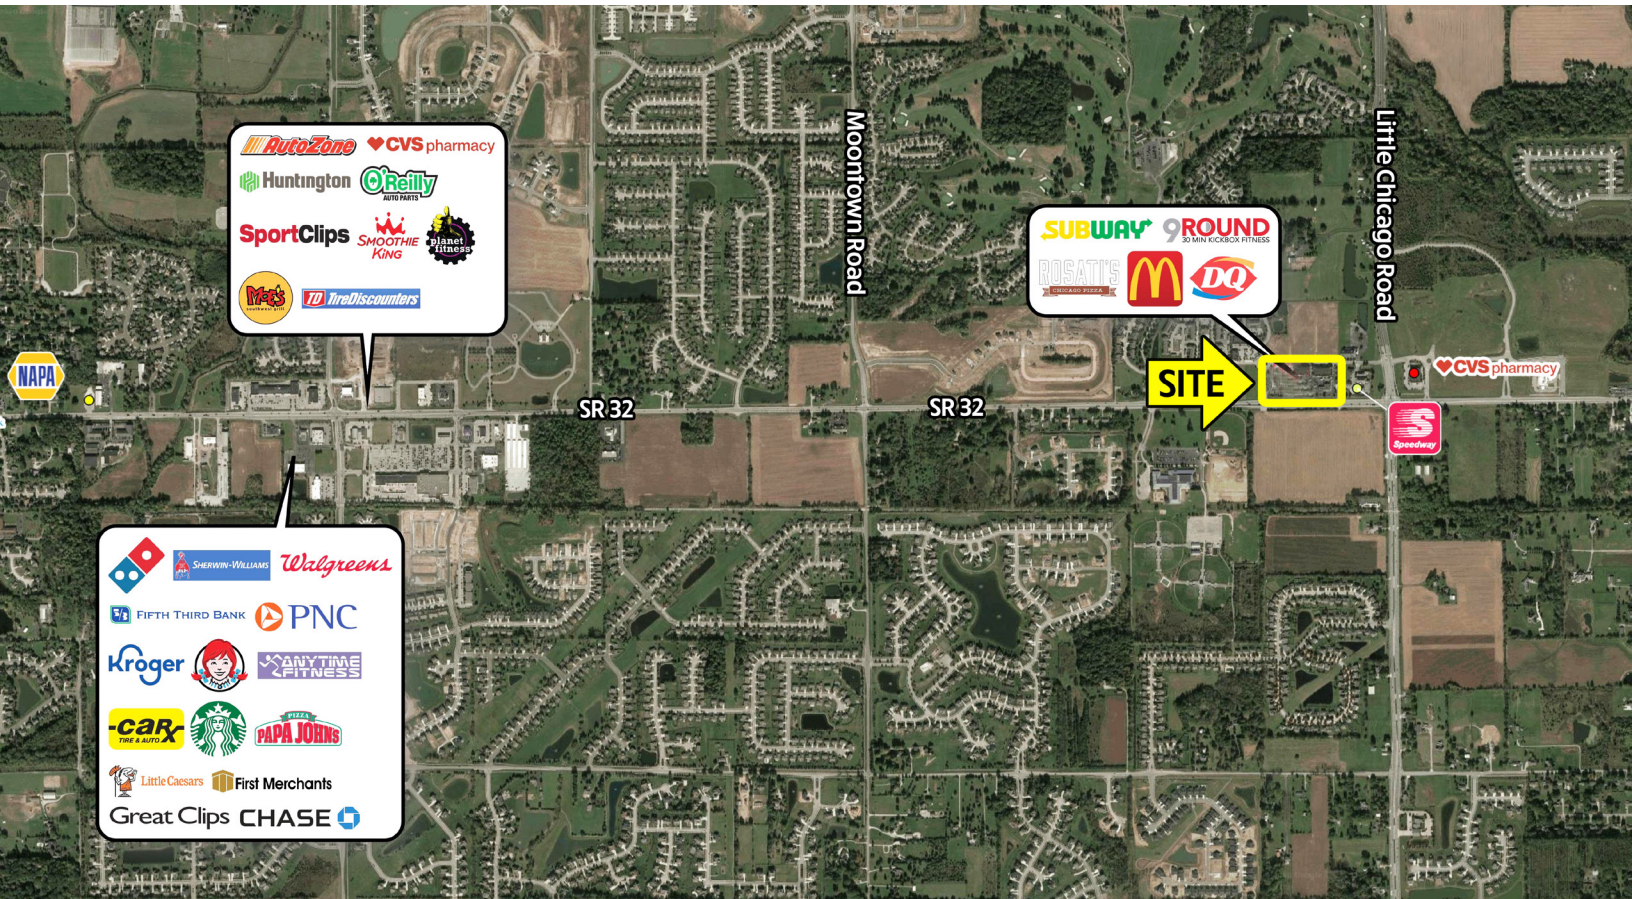 AutoZone CVS pharmacy
Huntington O'Reilly
AUTO PARTS
SportClips SMOOTHIE
KING planet
fitness
MOE'S
southwest grill
TD TireDiscounters
Moontown Road
Little Chicago Road
SUBWAY 9ROUND
30 MIN KICKBOX FITNESS
ROSATI'S
CHICAGO PIZZA
M
DQ
NAPA
SITE
CVS pharmacy
SR 32
SR 32
S
Speedway
SHERWIN-WILLIAMS Walgreens
FIFTH THIRD BANK PNC
Kroger ANYTIME
FITNESS
CARX
TIRE & AUTO
PIZZA
PAPA JOHNS
Little Caesars First Merchants
Great Clips CHASE